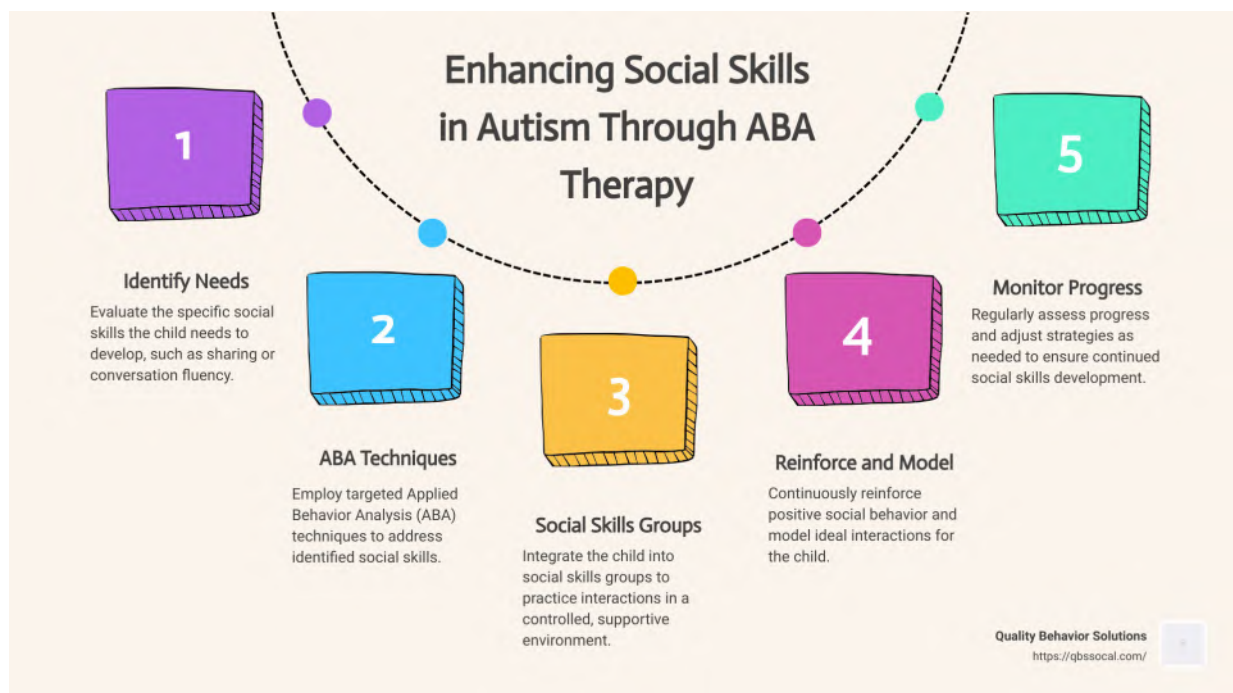 Enhancing Social Skills
in Autism Through ABA
Therapy
1
Identify Needs
Evaluate the specific social
skills the child needs to
develop, such as sharing or
conversation fluency.
2
ABA Techniques
Employ targeted Applied
Behavior Analysis (ABA)
techniques to address
identified social skills.
3
Social Skills Groups
Integrate the child into
social skills groups to
practice interactions in a
controlled, supportive
environment.
4
Reinforce and Model
Continuously reinforce
positive social behavior and
model ideal interactions for
the child.
5
Monitor Progress
Regularly assess progress
and adjust strategies as
needed to ensure continued
social skills development.
Quality Behavior Solutions
https://qbssocal.com/